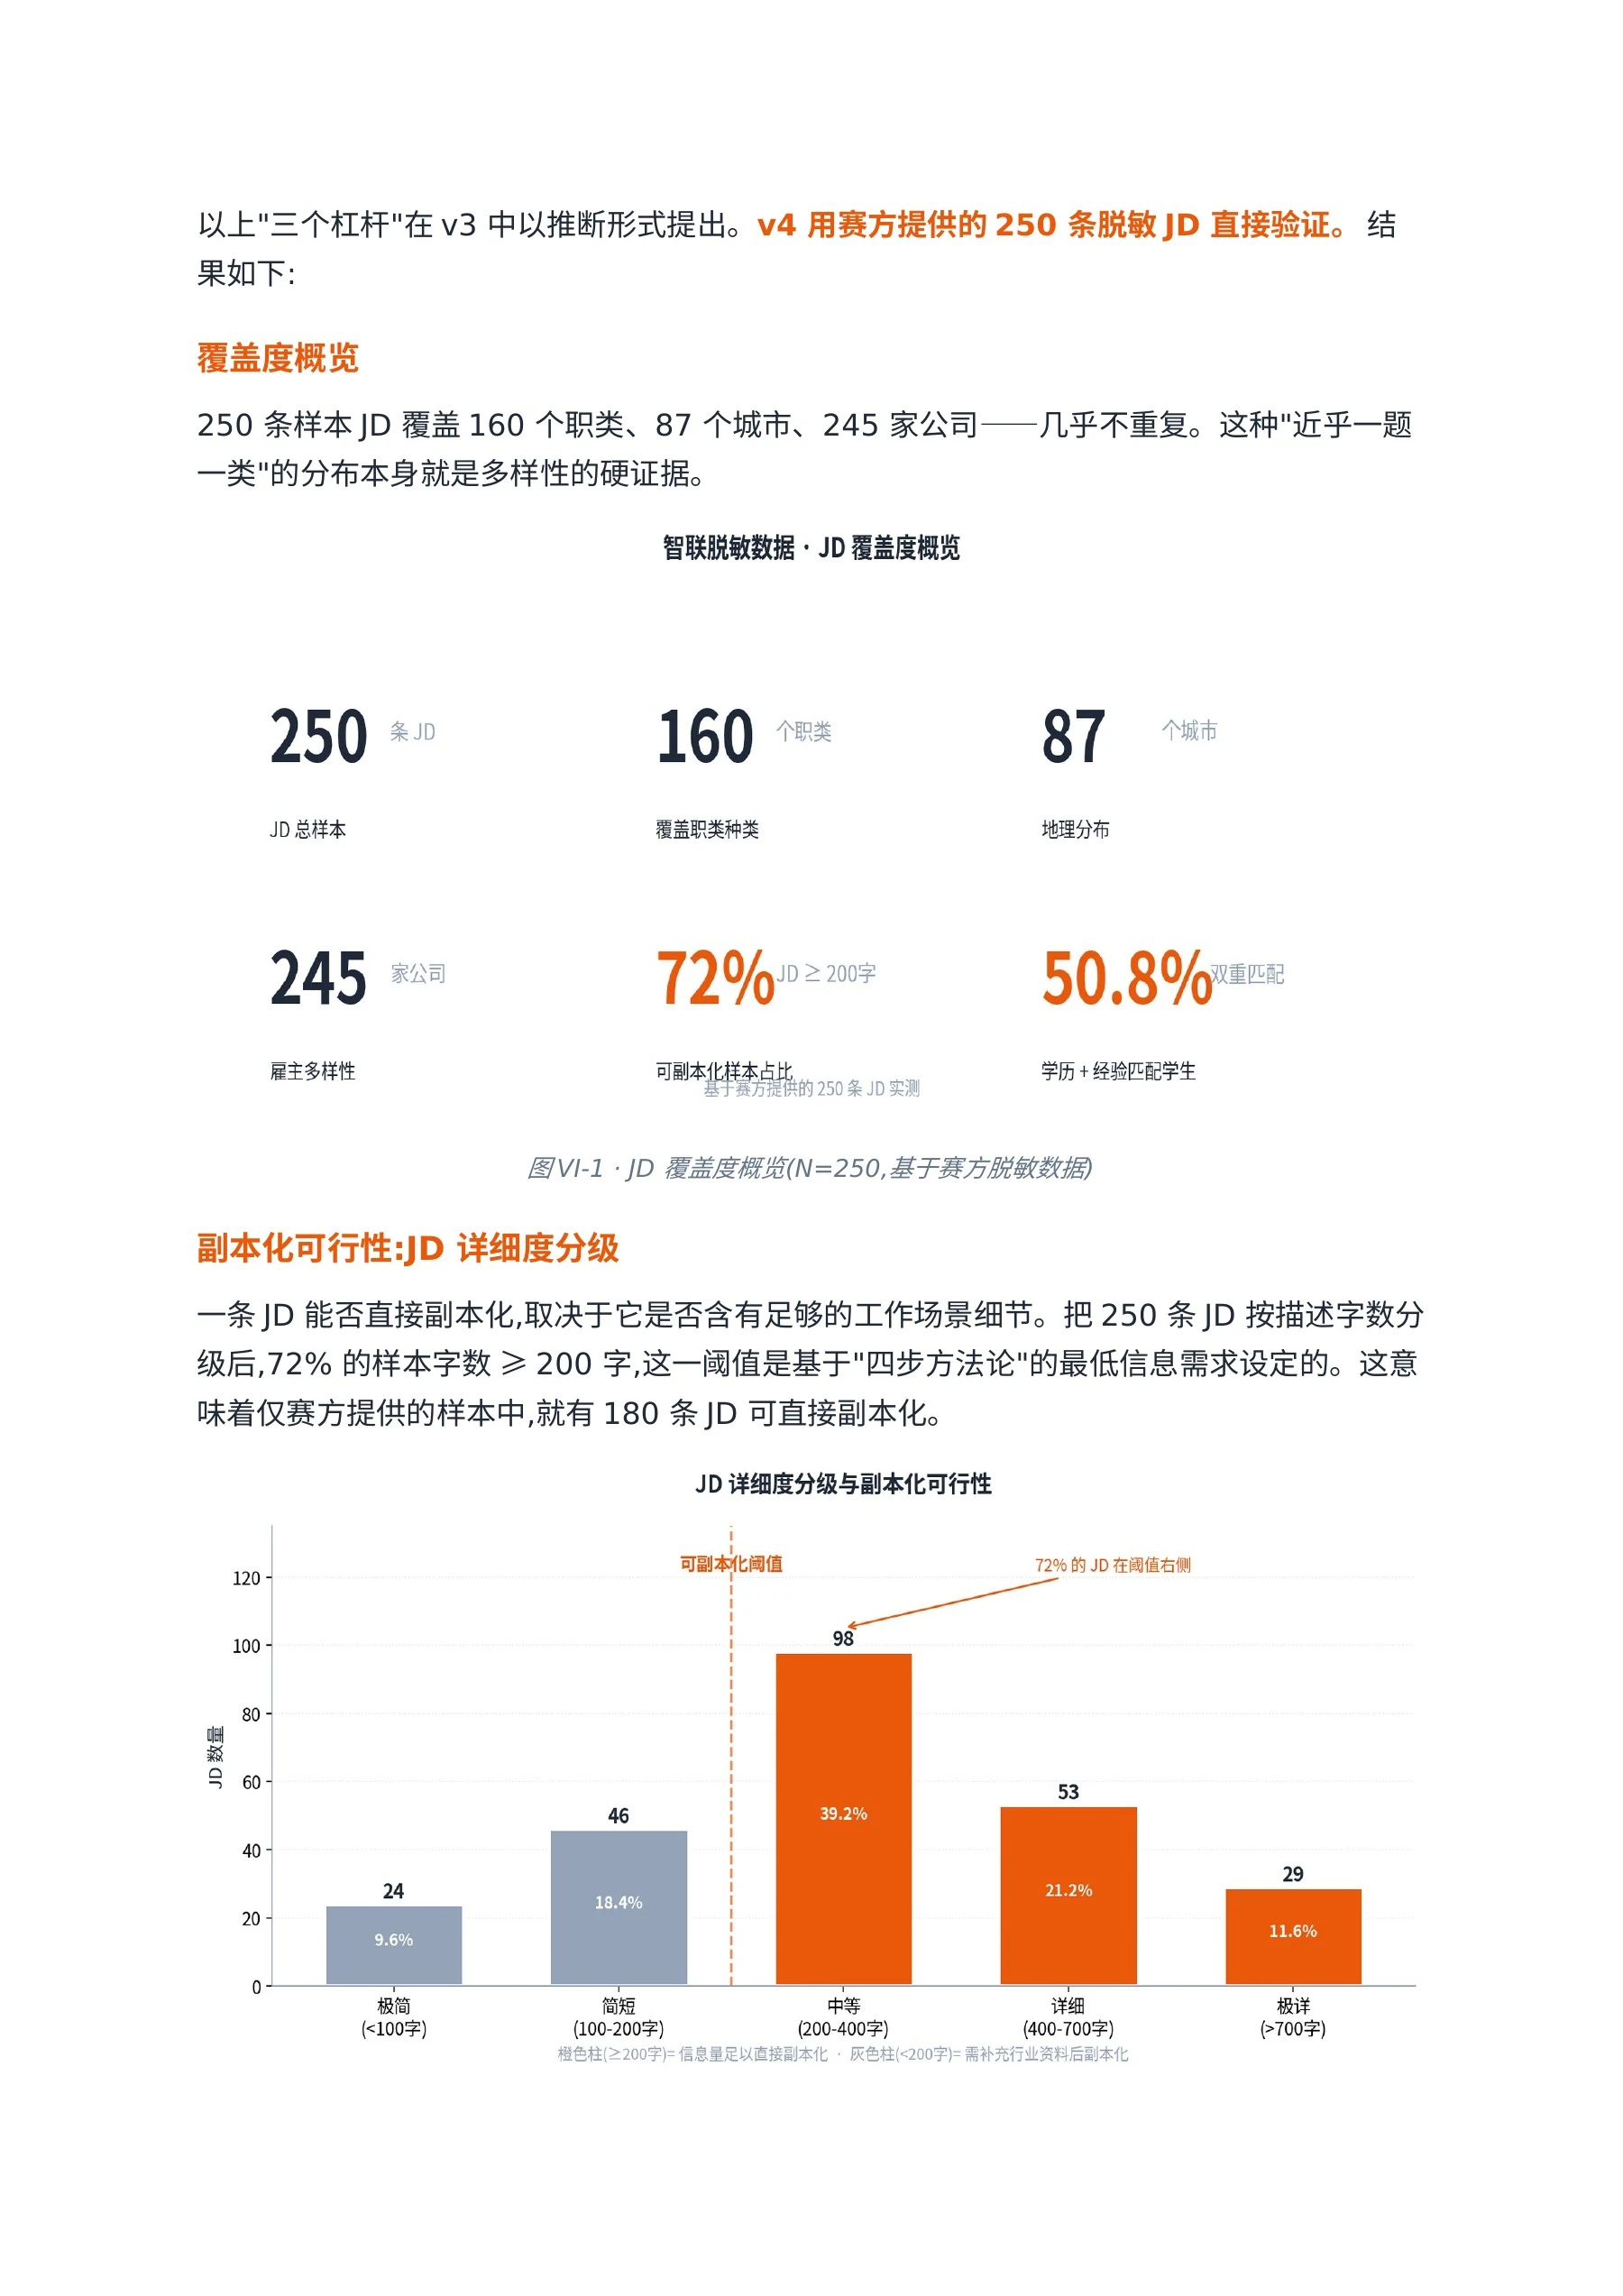 以上"三个杠杆"在 v3 中以推断形式提出。v4 用赛方提供的 250 条脱敏 JD 直接验证。 结
果如下:
覆盖度概览
250 条样本 JD 覆盖 160 个职类、87 个城市、245 家公司——几乎不重复。这种"近乎一题
一类"的分布本身就是多样性的硬证据。
智联脱敏数据 · JD 覆盖度概览
250 条 JD
160 个职类
87 个城市
JD 总样本
覆盖职类种类
地理分布
245 家公司
72% JD ≥ 200字
50.8% 双重匹配
雇主多样性
可副本化样本占比
学历 + 经验匹配学生
基于赛方提供的 250 条 JD 实测
图 VI-1 · JD 覆盖度概览(N=250,基于赛方脱敏数据)
副本化可行性:JD 详细度分级
一条 JD 能否直接副本化,取决于它是否含有足够的工作场景细节。把 250 条 JD 按描述字数分
级后,72% 的样本字数 ⩾ 200 字,这一阈值是基于"四步方法论"的最低信息需求设定的。这意
味着仅赛方提供的样本中,就有 180 条 JD 可直接副本化。
JD 详细度分级与副本化可行性
可副本化阈值
72% 的 JD 在阈值右侧
JD 数量
120
100
80
60
40
20
0
24
9.6%
46
18.4%
98
39.2%
53
21.2%
29
11.6%
极简
(<100字)
简短
(100-200字)
中等
(200-400字)
详细
(400-700字)
极详
(>700字)
橙色柱(≥200字)= 信息量足以直接副本化 · 灰色柱(<200字)= 需补充行业资料后副本化